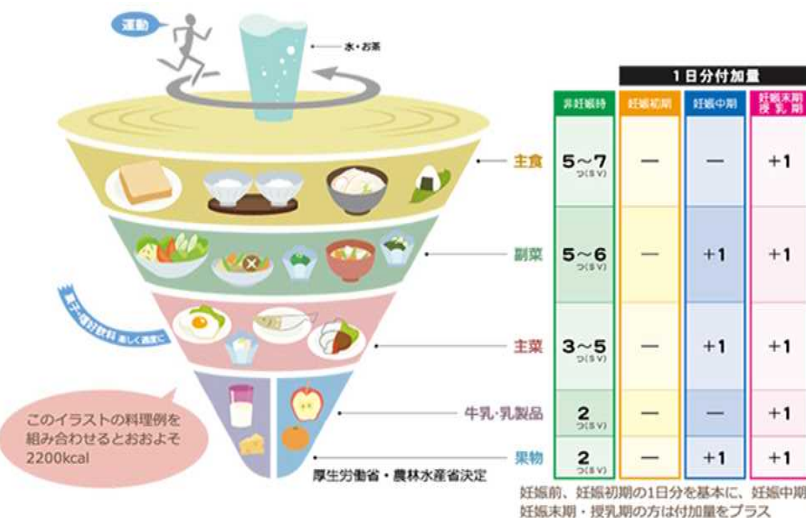 運動
水・お茶
1日分付加量
非妊娠時
妊娠初期
妊娠中期
妊娠末期
授乳期
主食
5～7
つ(SV)
—
—
+1
副菜
5～6
つ(SV)
—
+1
+1
菓子・嗜好飲料 楽しく適度に
主菜
3～5
つ(SV)
—
+1
+1
牛乳・乳製品
2
つ(SV)
—
—
+1
果物
2
つ(SV)
—
+1
+1
このイラストの料理例を
組み合わせるとおおよそ
2200kcal
厚生労働省・農林水産省決定
妊娠前、妊娠初期の1日分を基本に、妊娠中期
妊娠末期・授乳期の方は付加量をプラス